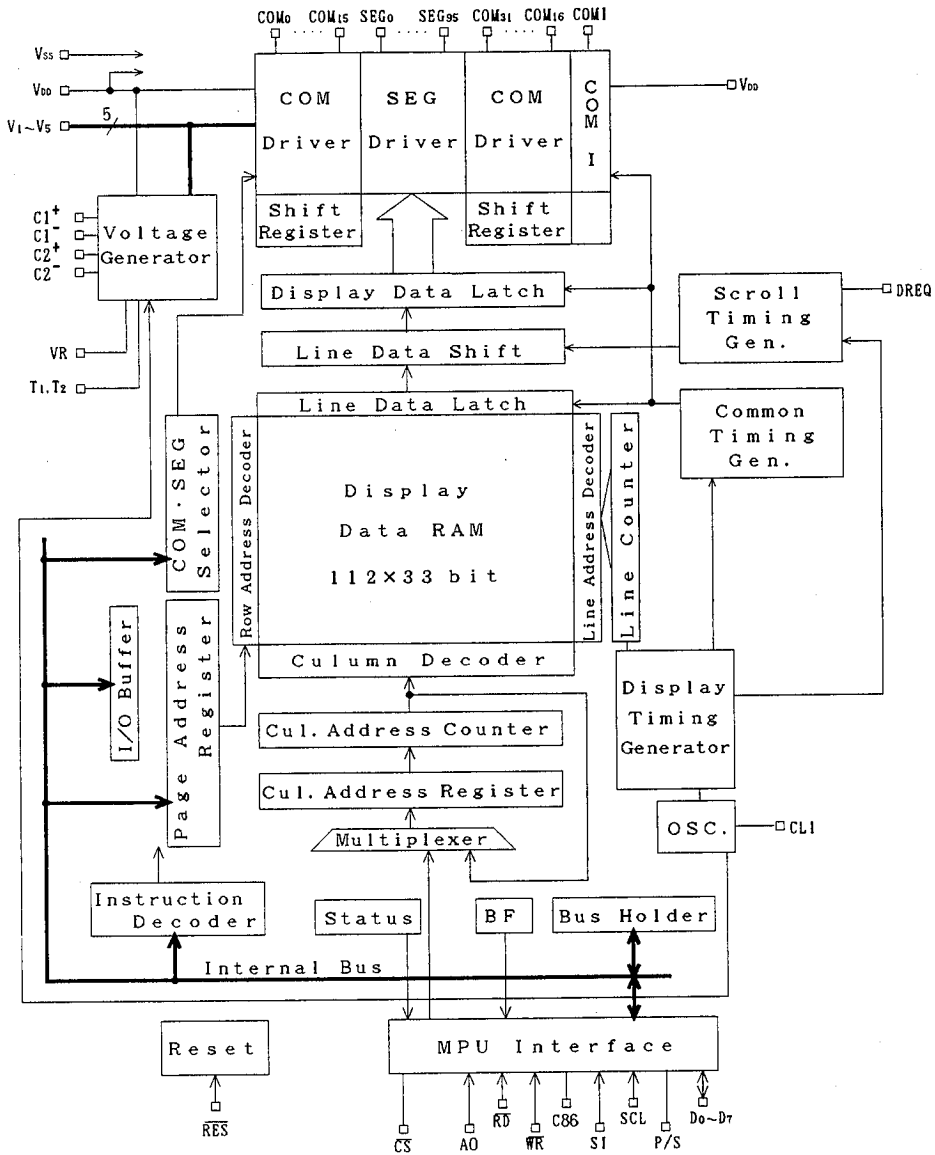 COM0 COM15 SEG0 SEG95 COM31 COM16 COMI
VSS
VDD
VDD
V1~V5
5
COM
Driver
SEG
Driver
COM
Driver
COM I
Shift
Register
Shift
Register
C1+
C1-
C2+
C2-
Voltage
Generator
VR
T1,T2
Display Data Latch
Line Data Shift
Line Data Latch
Scroll
Timing
Gen.
DREQ
Common
Timing
Gen.
COM·SEG
Selector
Row Address Decoder
Display
Data RAM
112×33 bit
Line Address Decoder
Line Counter
I/O Buffer
Page Address
Register
Culumn Decoder
Cul. Address Counter
Cul. Address Register
Multiplexer
Display
Timing
Generator
OSC.
CL1
Instruction
Decoder
Status
BF
Bus Holder
Internal Bus
Reset
MPU Interface
RES
CS
A0
RD
WR
C86
SI
SCL
P/S
D0~D7